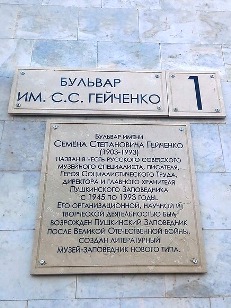 БУЛЬВАР
ИМ. С.С. ГЕЙЧЕНКО
1
БУЛЬВАР ИМЕНИ
СЕМЕНА СТЕПАНОВИЧА ГЕЙЧЕНКО
(1903-1993)
НАЗВАН В ЧЕСТЬ РУССКОГО СОВЕТСКОГО
МУЗЕЙНОГО СПЕЦИАЛИСТА, ПИСАТЕЛЯ,
ГЕРОЯ СОЦИАЛИСТИЧЕСКОГО ТРУДА,
ДИРЕКТОРА И ГЛАВНОГО ХРАНИТЕЛЯ
ПУШКИНСКОГО ЗАПОВЕДНИКА
С 1945 ПО 1993 ГОДЫ.
ЕГО ОРГАНИЗАЦИОННОЙ, НАУЧНОЙ И
ТВОРЧЕСКОЙ ДЕЯТЕЛЬНОСТЬЮ БЫЛ
ВОЗРОЖДЕН ПУШКИНСКИЙ ЗАПОВЕДНИК
ПОСЛЕ ВЕЛИКОЙ ОТЕЧЕСТВЕННОЙ ВОЙНЫ,
СОЗДАН ЛИТЕРАТУРНЫЙ
МУЗЕЙ-ЗАПОВЕДНИК НОВОГО ТИПА.